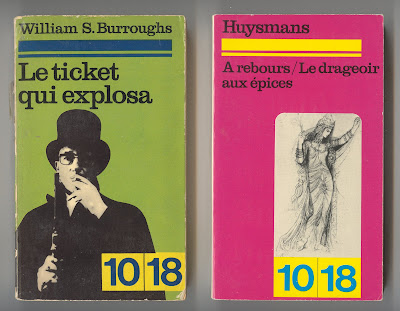 William S. Burroughs
Le ticket
qui explosa
10 18
Huysmans
A rebours/Le drageoir
aux épices
10 18